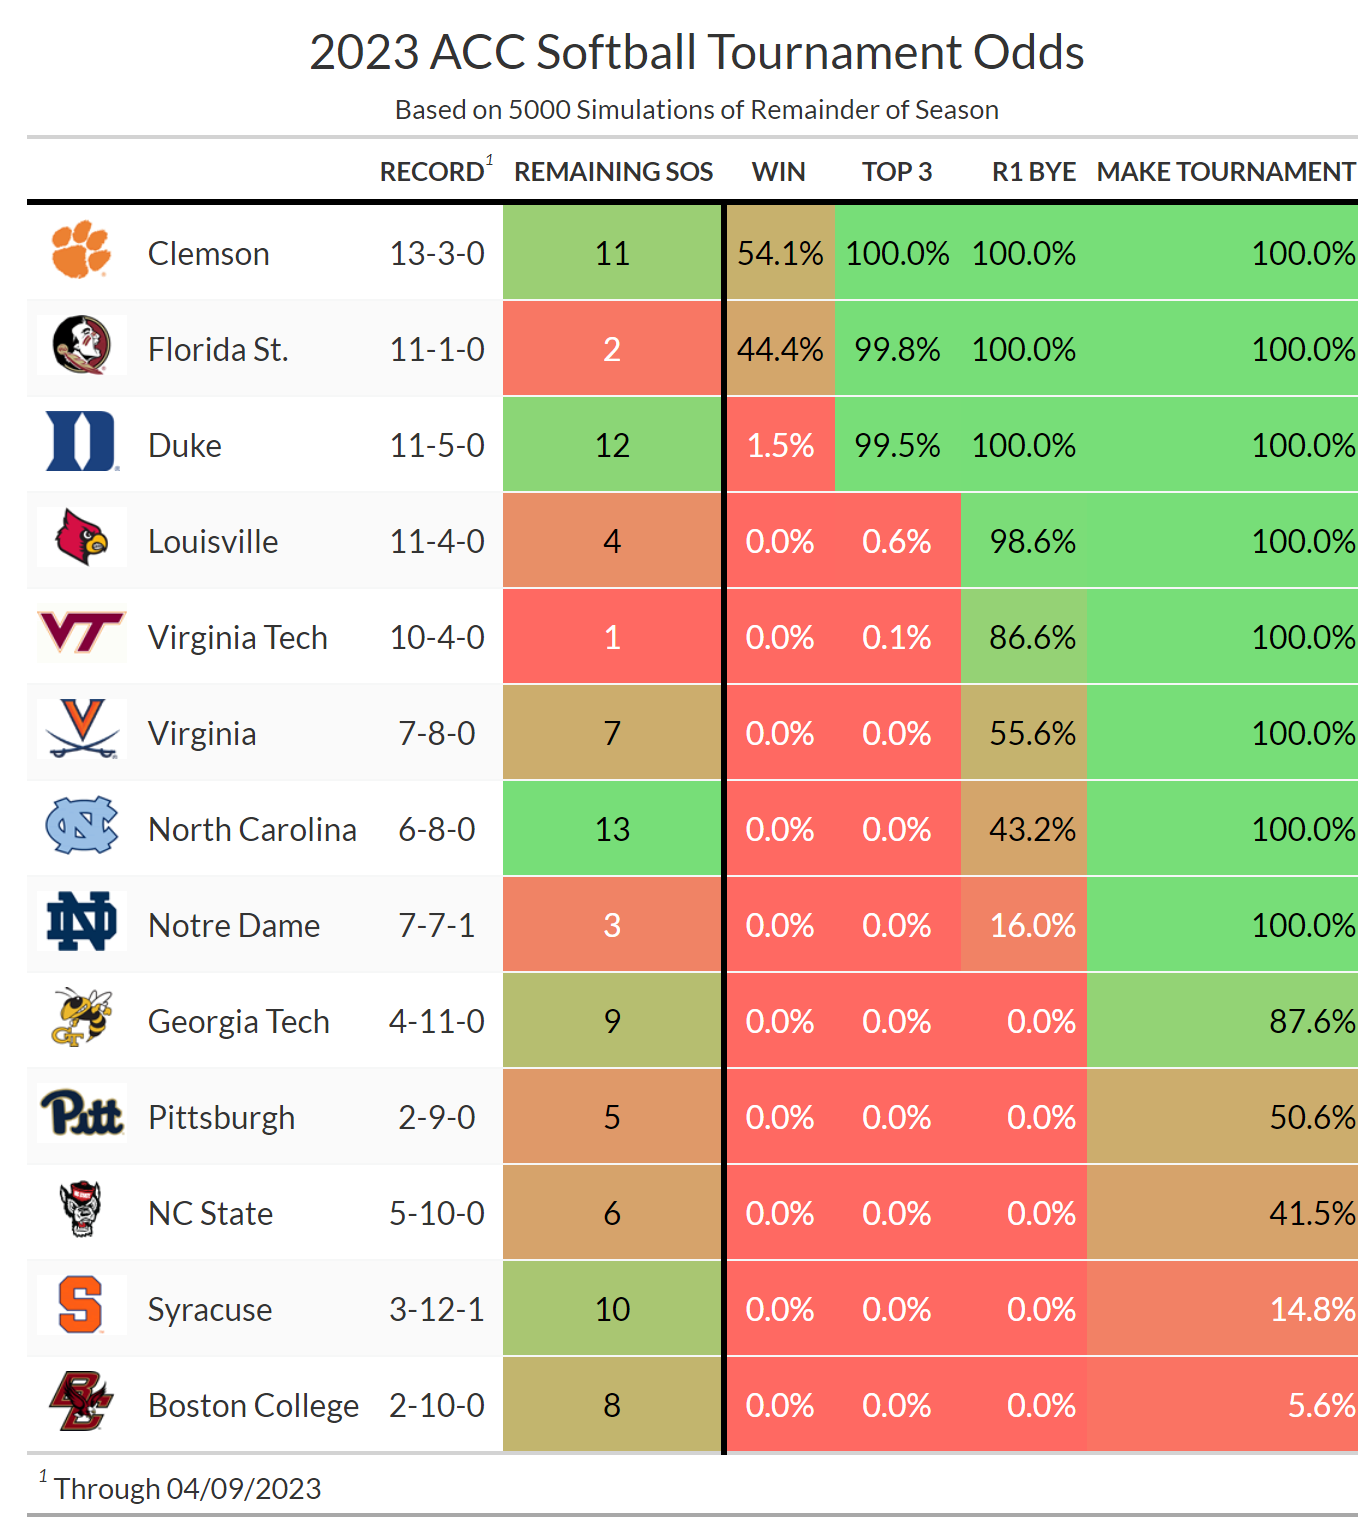 2023 ACC Softball Tournament Odds
Based on 5000 Simulations of Remainder of Season
RECORD1 REMAINING SOS WIN TOP 3 R1 BYE MAKE TOURNAMENT
Clemson 13-3-0 11 54.1% 100.0% 100.0% 100.0%
Florida St. 11-1-0 2 44.4% 99.8% 100.0% 100.0%
D Duke 11-5-0 12 1.5% 99.5% 100.0% 100.0%
Louisville 11-4-0 4 0.0% 0.6% 98.6% 100.0%
VT Virginia Tech 10-4-0 1 0.0% 0.1% 86.6% 100.0%
V Virginia 7-8-0 7 0.0% 0.0% 55.6% 100.0%
NC North Carolina 6-8-0 13 0.0% 0.0% 43.2% 100.0%
ND Notre Dame 7-7-1 3 0.0% 0.0% 16.0% 100.0%
GT Georgia Tech 4-11-0 9 0.0% 0.0% 0.0% 87.6%
Pitt Pittsburgh 2-9-0 5 0.0% 0.0% 0.0% 50.6%
NC State 5-10-0 6 0.0% 0.0% 0.0% 41.5%
S Syracuse 3-12-1 10 0.0% 0.0% 0.0% 14.8%
BC Boston College 2-10-0 8 0.0% 0.0% 0.0% 5.6%
1 Through 04/09/2023